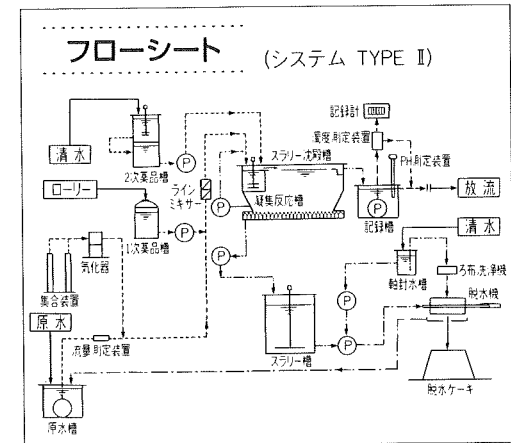 フローシート (システム TYPE Ⅱ)
記録計
濁度測定装置
清水
P
2次薬品槽
スラリー沈殿槽
PH測定装置
ローリー
ライン
ミキサー
凝集反応槽
P
放流
1次薬品槽
P
記録槽
清水
気化器
P
ろ布洗浄機
集合装置
軸封水槽
脱水機
原水
P
流量測定装置
P
P
スラリー槽
原水槽
脱水ケーキ